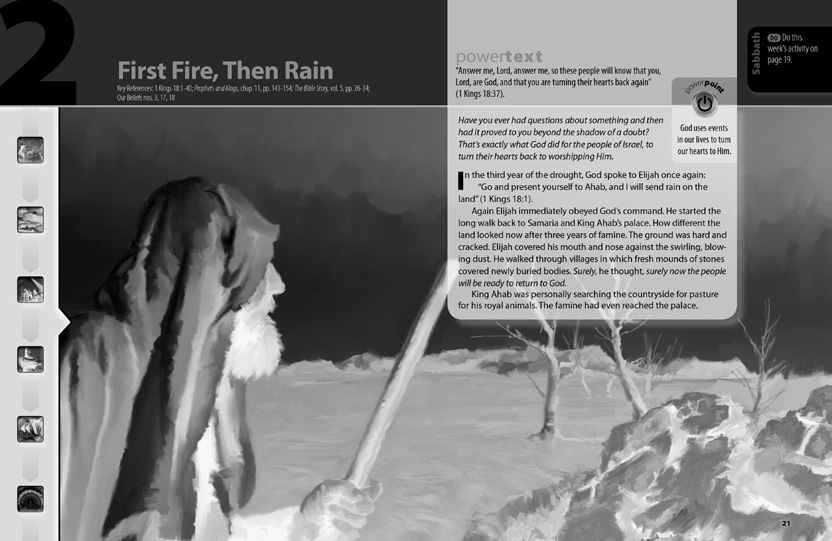 2
First Fire, Then Rain
Key References: 1 Kings 18:1-40; Prophets and Kings, chap. 11, pp. 143-154; The Bible Story, vol. 5, pp. 26-34;
Our Beliefs nos. 3, 17, 18
powertext
“Answer me, Lord, answer me, so these people will know that you,
Lord, are God, and that you are turning their hearts back again”
(1 Kings 18:37).
powerpoint
God uses events
in our lives to turn
our hearts to Him.
Sabbath
DO Do this
week’s activity on
page 19.
Have you ever had questions about something and then
had it proved to you beyond the shadow of a doubt?
That’s exactly what God did for the people of Israel, to
turn their hearts back to worshipping Him.
In the third year of the drought, God spoke to Elijah once again:
“Go and present yourself to Ahab, and I will send rain on the
land” (1 Kings 18:1).
Again Elijah immediately obeyed God’s command. He started the
long walk back to Samaria and King Ahab’s palace. How different the
land looked now after three years of famine. The ground was hard and
cracked. Elijah covered his mouth and nose against the swirling, blow-
ing dust. He walked through villages in which fresh mounds of stones
covered newly buried bodies. Surely, he thought, surely now the people
will be ready to return to God.
King Ahab was personally searching the countryside for pasture
for his royal animals. The famine had even reached the palace.
21